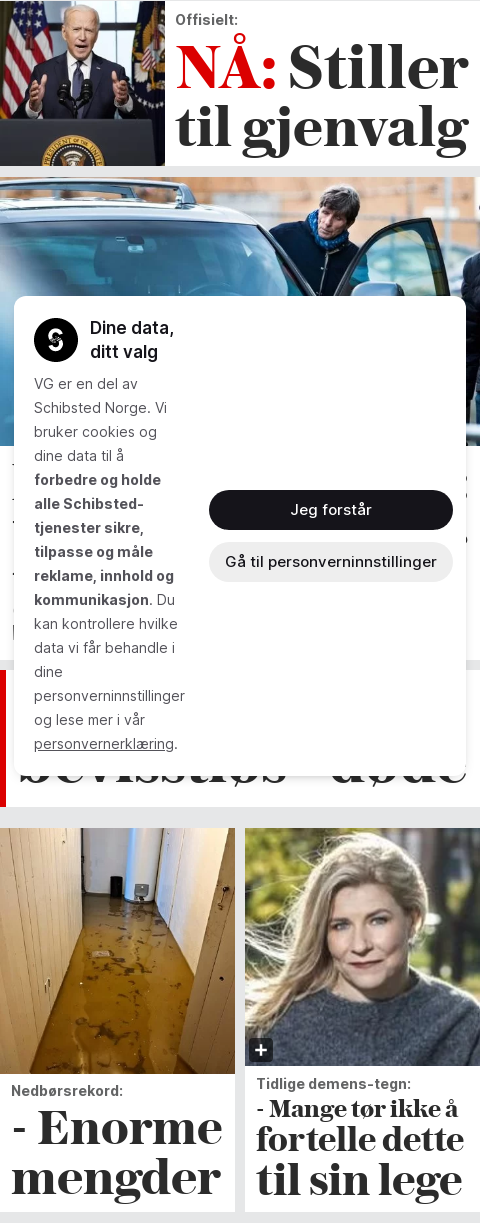 Offisielt:
NÅ: Stiller
til gjenvalg
Dine data,
ditt valg
VG er en del av
Schibsted Norge. Vi
bruker cookies og
dine data til å
forbedre og holde
alle Schibsted-
tjenester sikre,
tilpasse og måle
reklame, innhold og
kommunikasjon. Du
kan kontrollere hvilke
data vi får behandle i
dine
personverninnstillinger
og lese mer i vår
personvernerklæring.
Jeg forstår
Gå til personverninnstillinger
Nedbørsrekord:
- Enorme
mengder
Tidlige demens-tegn:
- Mange tør ikke å
fortelle dette
til sin lege